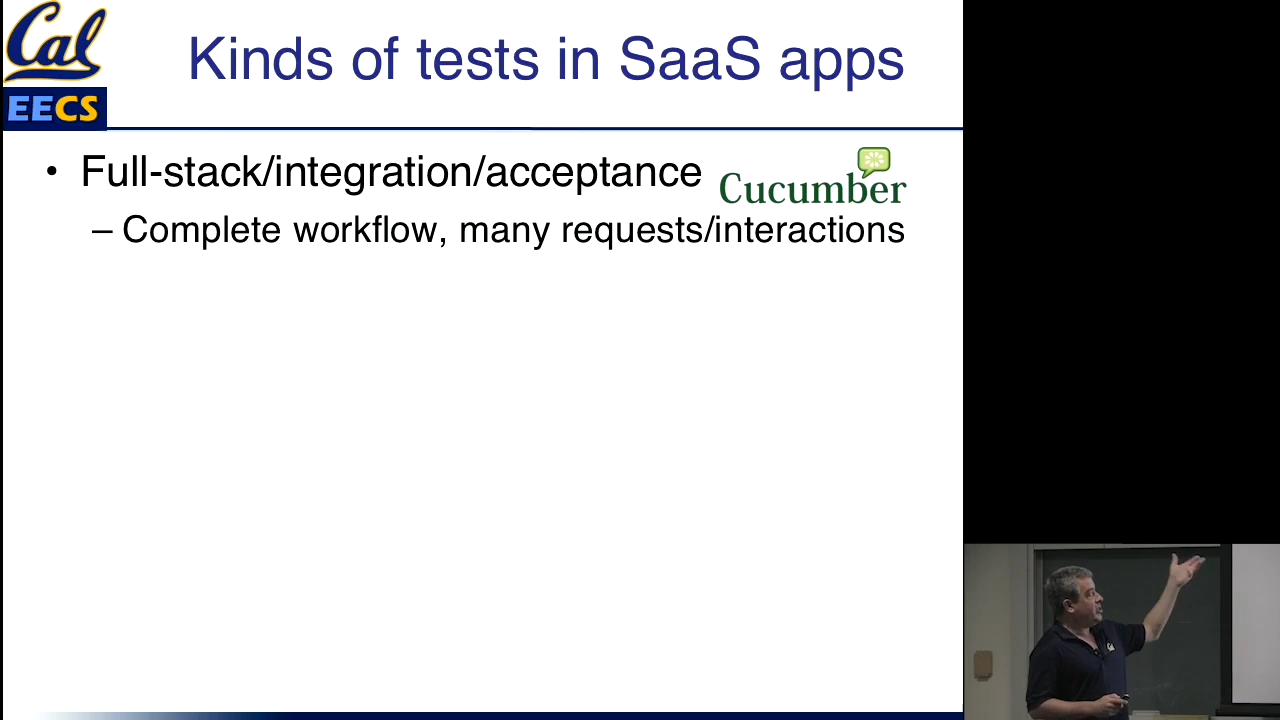 Cal
EECS
Kinds of tests in SaaS apps
• Full-stack/integration/acceptance
Cucumber
– Complete workflow, many requests/interactions